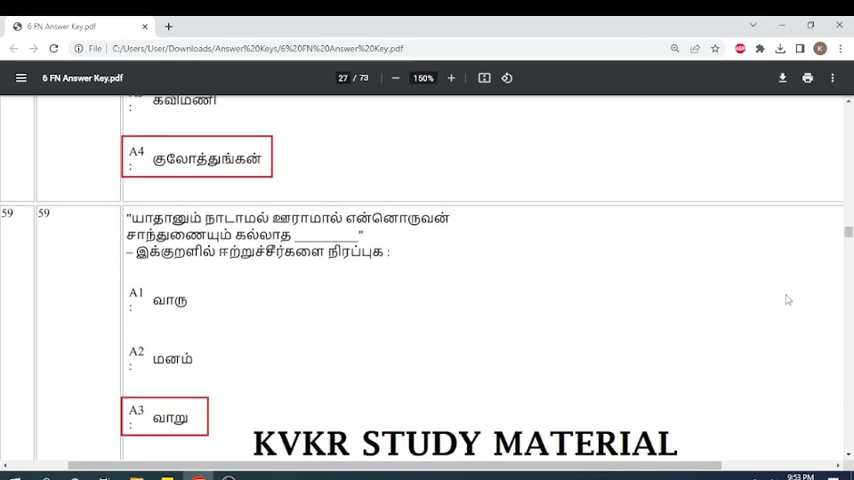 6 FN Answer Key.pdf
File | C:/Users/User/Downloads/Answer%20Keys/6%20FN%20Answer%20Key.pdf
ABP
K
6 FN Answer Key.pdf
27 / 73
150%
கவிமணி
:
A4
: குலோத்துங்கன்
59 59
"யாதானும் நாடாமல் ஊராமால் என்னொருவன்
சாந்துணையும் கல்லாத _________"
– இக்குறளில் ஈற்றுச்சீர்களை நிரப்புக :
A1
: வாரு
A2
: மனம்
A3
: வாறு
KVKR STUDY MATERIAL
9:53 PM